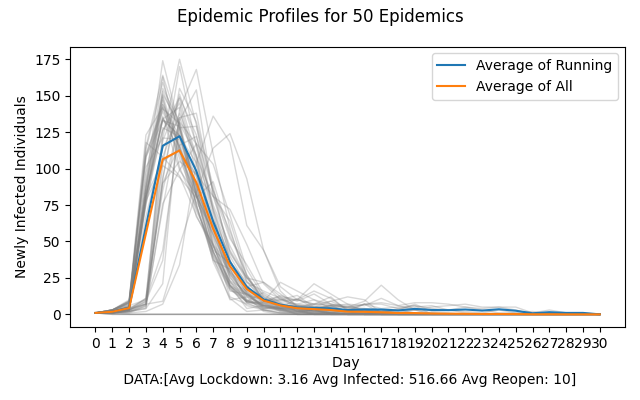 Epidemic Profiles for 50 Epidemics
Average of Running
Average of All
Newly Infected Individuals
175
150
125
100
75
50
25
0
0 1 2 3 4 5 6 7 8 9 10 11 12 13 14 15 16 17 18 19 20 21 22 23 24 25 26 27 28 29 30
Day
DATA:[Avg Lockdown: 3.16 Avg Infected: 516.66 Avg Reopen: 10]